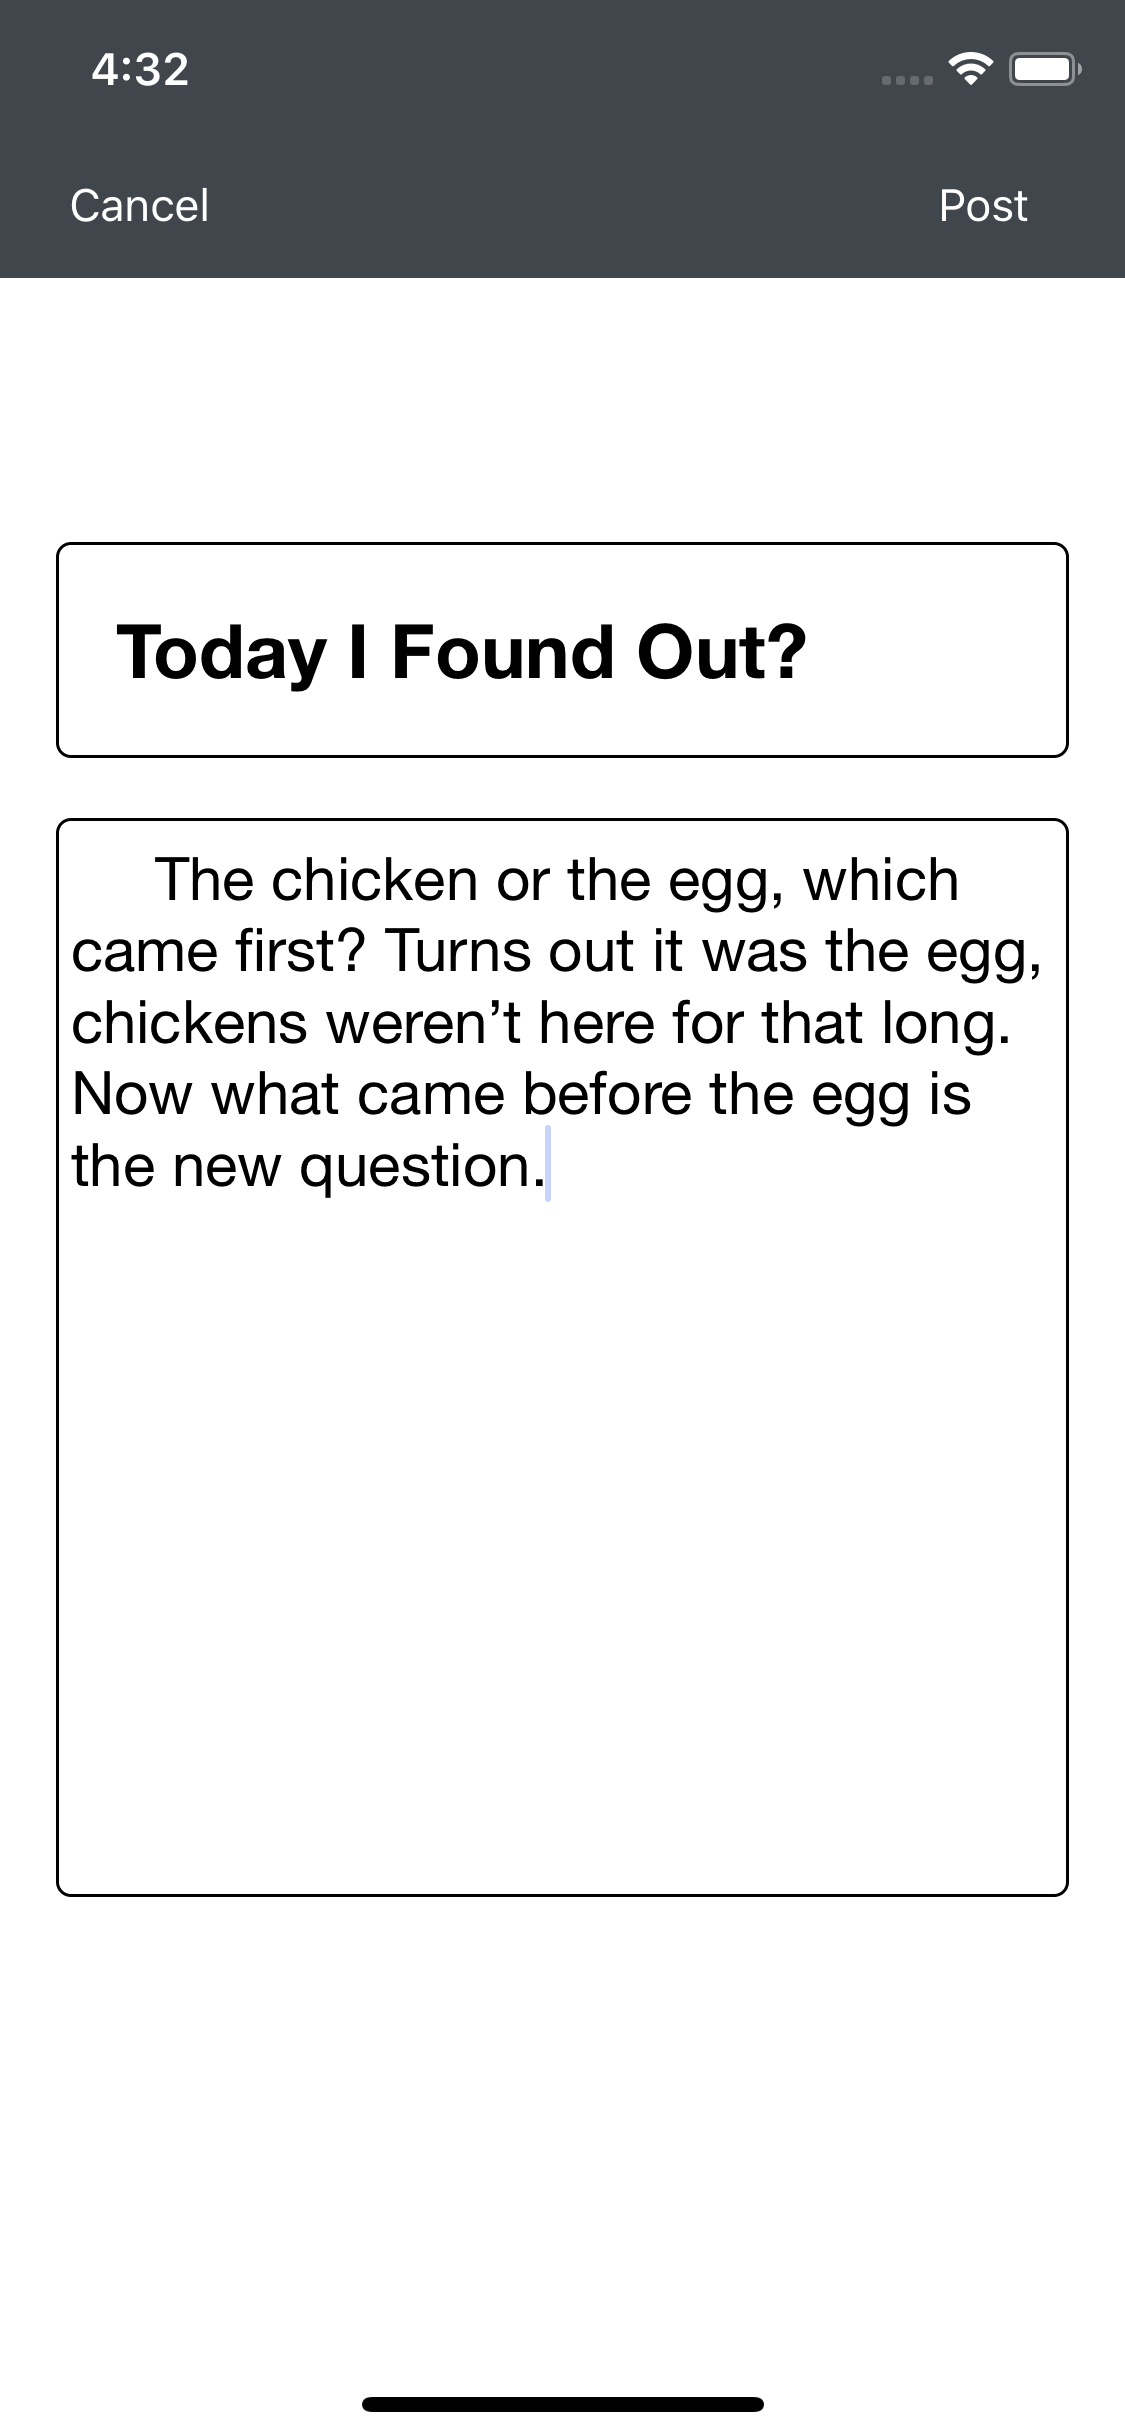 4:32
Cancel
Post
Today I Found Out?
The chicken or the egg, which
came first? Turns out it was the egg,
chickens weren’t here for that long.
Now what came before the egg is
the new question.